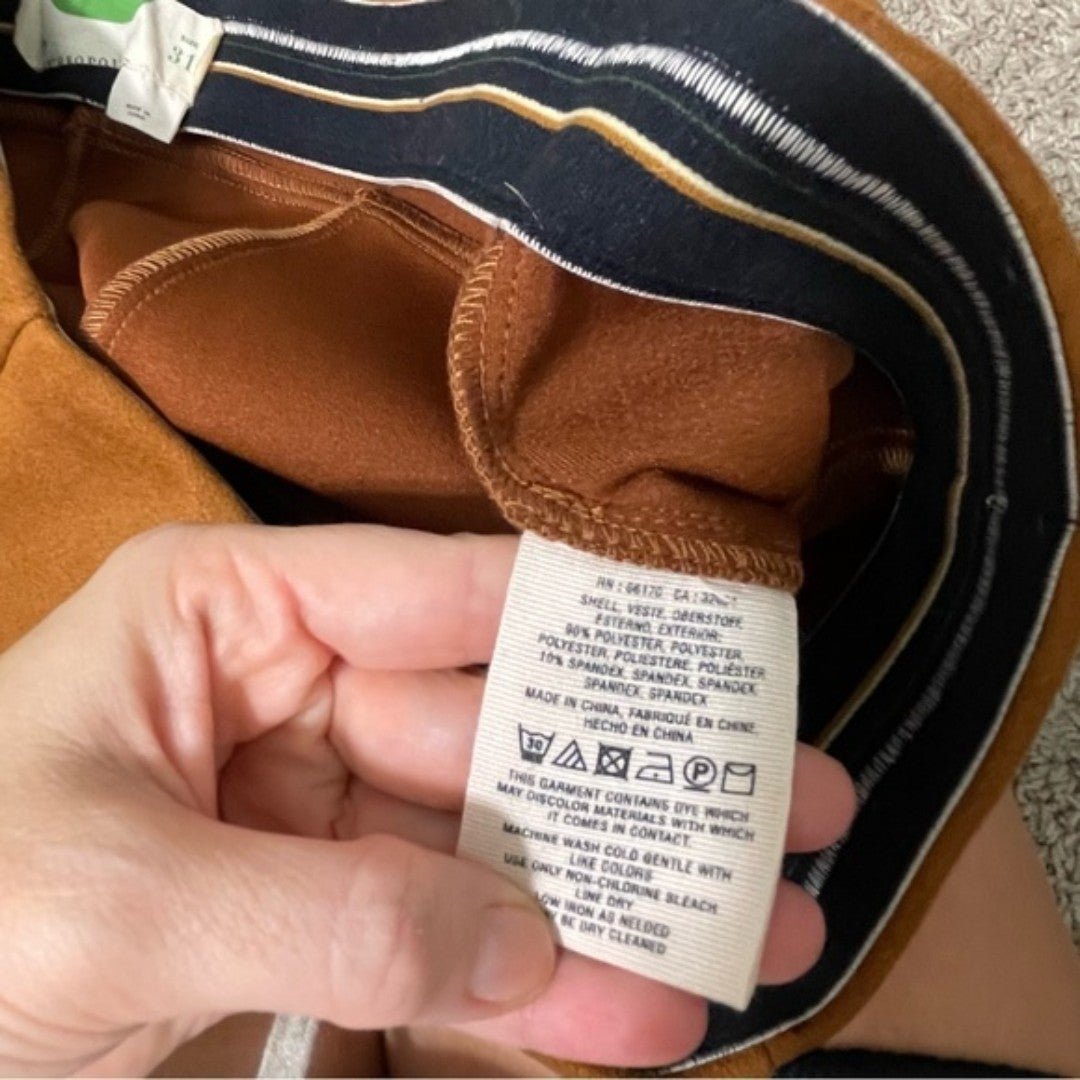 SIZE
31
RN : 66170 CA :
SHELL, VESTE, OBERSTOFF,
ESTERNO, EXTERIOR:
90% POLYESTER, POLYESTER,
POLYESTER, POLIESTERE, POLIÉSTER
10% SPANDEX, SPANDEX, SPANDEX,
SPANDEX, SPANDEX
MADE IN CHINA, FABRIQUÉ EN CHINE,
HECHO EN CHINA
30
P
THIS GARMENT CONTAINS DYE WHICH
MAY DISCOLOR MATERIALS WITH WHICH
IT COMES IN CONTACT.
MACHINE WASH COLD GENTLE WITH
LIKE COLORS
USE ONLY NON-CHLORINE BLEACH
LINE DRY
LOW IRON AS NEEDED
BE DRY CLEANED